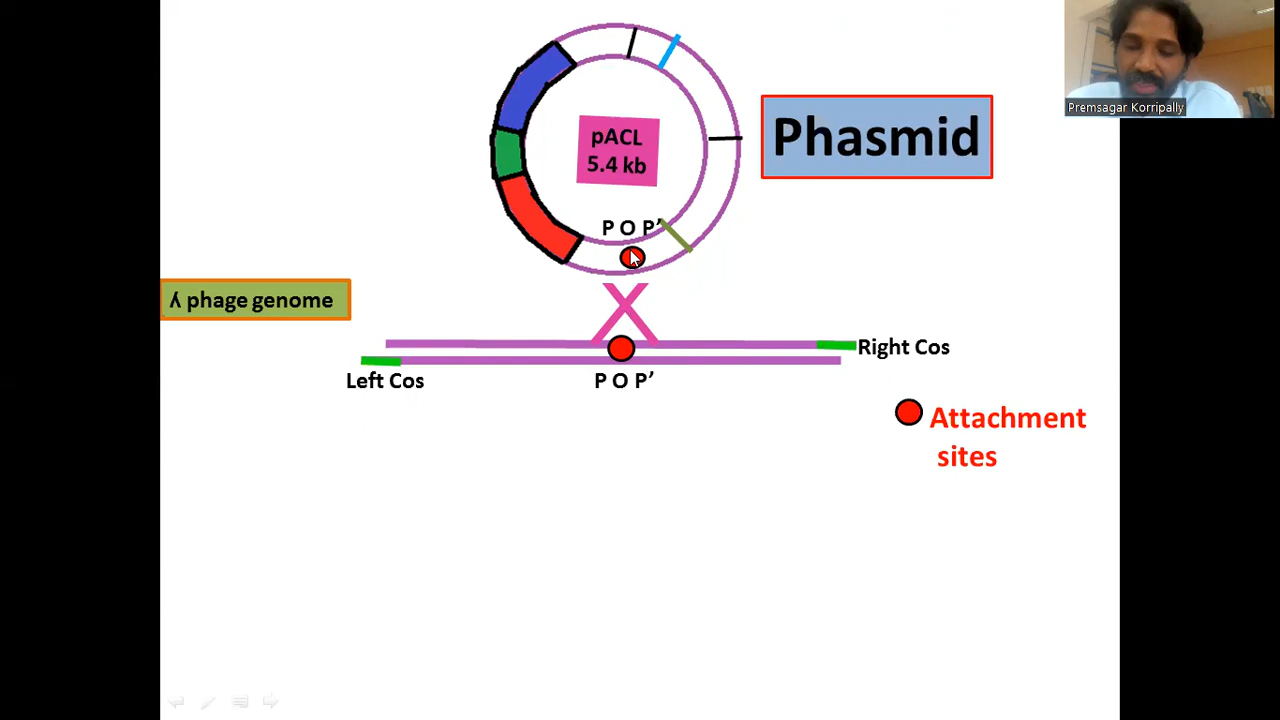 Premsagar Korripally
pACL
5.4 kb
Phasmid
P O P’
ʎ phage genome
Right Cos
Left Cos
P O P’
Attachment
sites